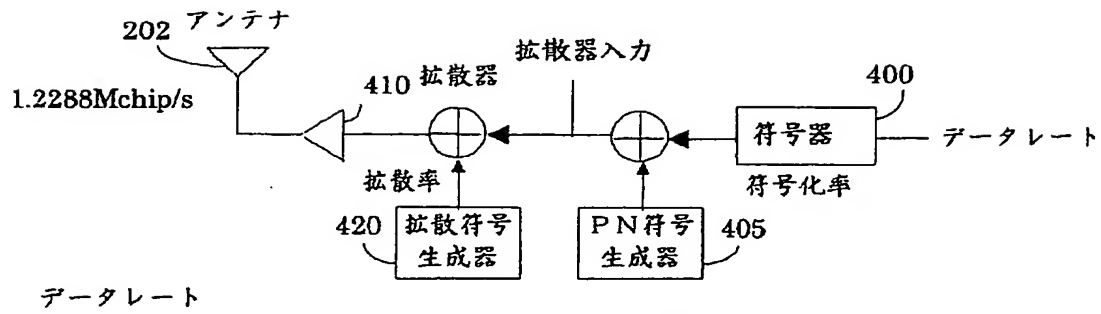 202 アンテナ
1.2288Mchip/s
410 拡散器
拡散器入力
400
符号器
データレート
符号化率
拡散率
420
拡散符号
生成器
PN符号
生成器
405
データレート